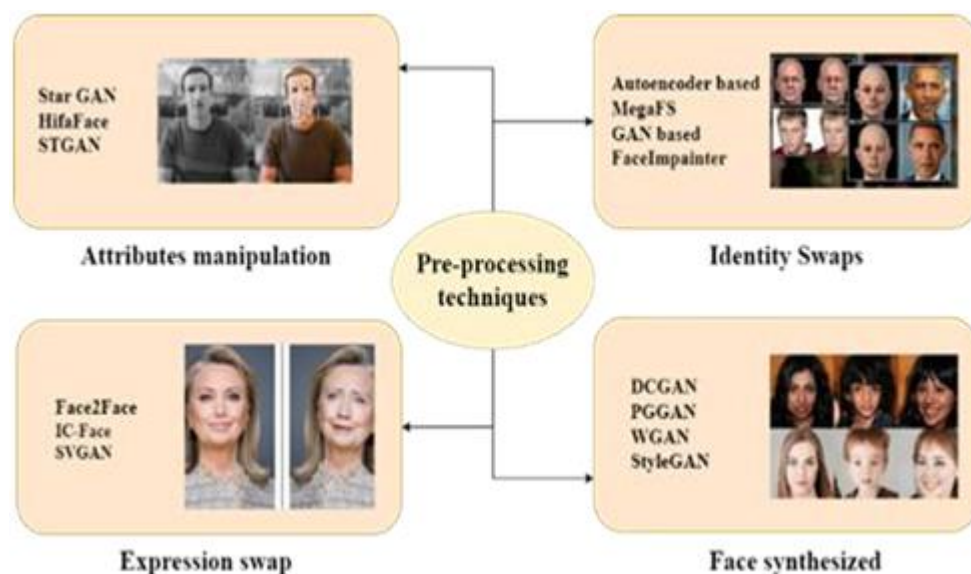 Star GAN
HifaFace
STGAN
Attributes manipulation
Autoencoder based
MegaFS
GAN based
FaceImpainter
Identity Swaps
Pre-processing
techniques
Face2Face
IC-Face
SVGAN
Expression swap
DCGAN
PGGAN
WGAN
StyleGAN
Face synthesized